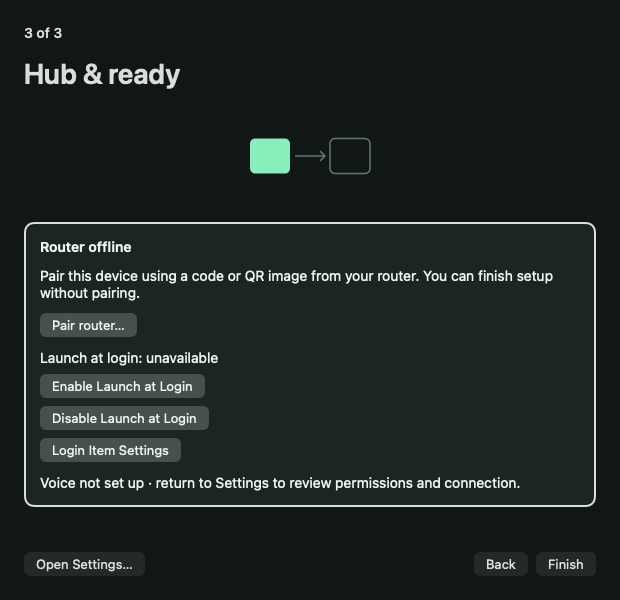 3 of 3
Hub & ready
Router offline
Pair this device using a code or QR image from your router. You can finish setup
without pairing.
Pair router...
Launch at login: unavailable
Enable Launch at Login
Disable Launch at Login
Login Item Settings
Voice not set up · return to Settings to review permissions and connection.
Open Settings...
Back
Finish